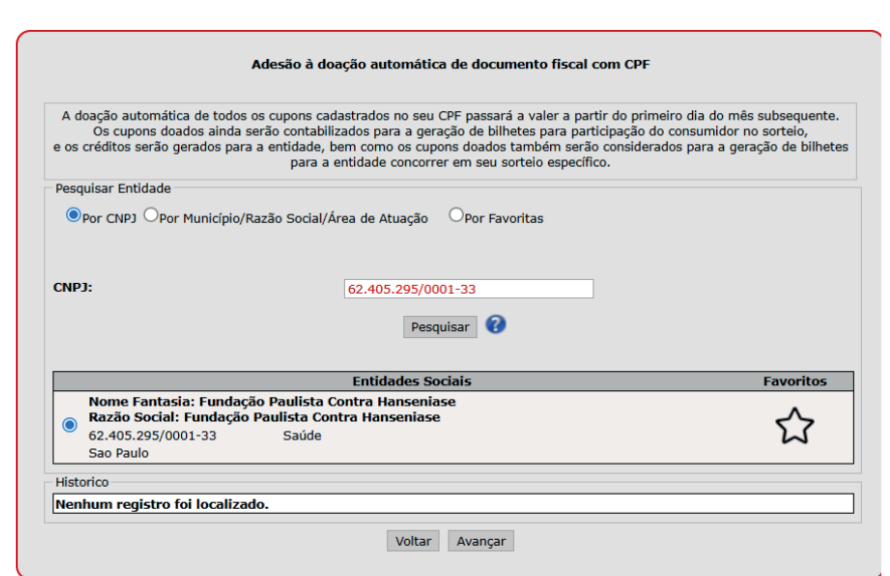 Adesão à doação automática de documento fiscal com CPF
A doação automática de todos os cupons cadastrados no seu CPF passará a valer a partir do primeiro dia do mês subsequente.
Os cupons doados ainda serão contabilizados para a geração de bilhetes para participação do consumidor no sorteio,
e os créditos serão gerados para a entidade, bem como os cupons doados também serão considerados para a geração de bilhetes
para a entidade concorrer em seu sorteio específico.
Pesquisar Entidade
Por CNPJ Por Município/Razão Social/Área de Atuação Por Favoritas
CNPJ: 62.405.295/0001-33
Pesquisar ?
Entidades Sociais Favoritos
Nome Fantasia: Fundação Paulista Contra Hanseniase
Razão Social: Fundação Paulista Contra Hanseniase
62.405.295/0001-33 Saúde
Sao Paulo
Historico
Nenhum registro foi localizado.
Voltar Avançar